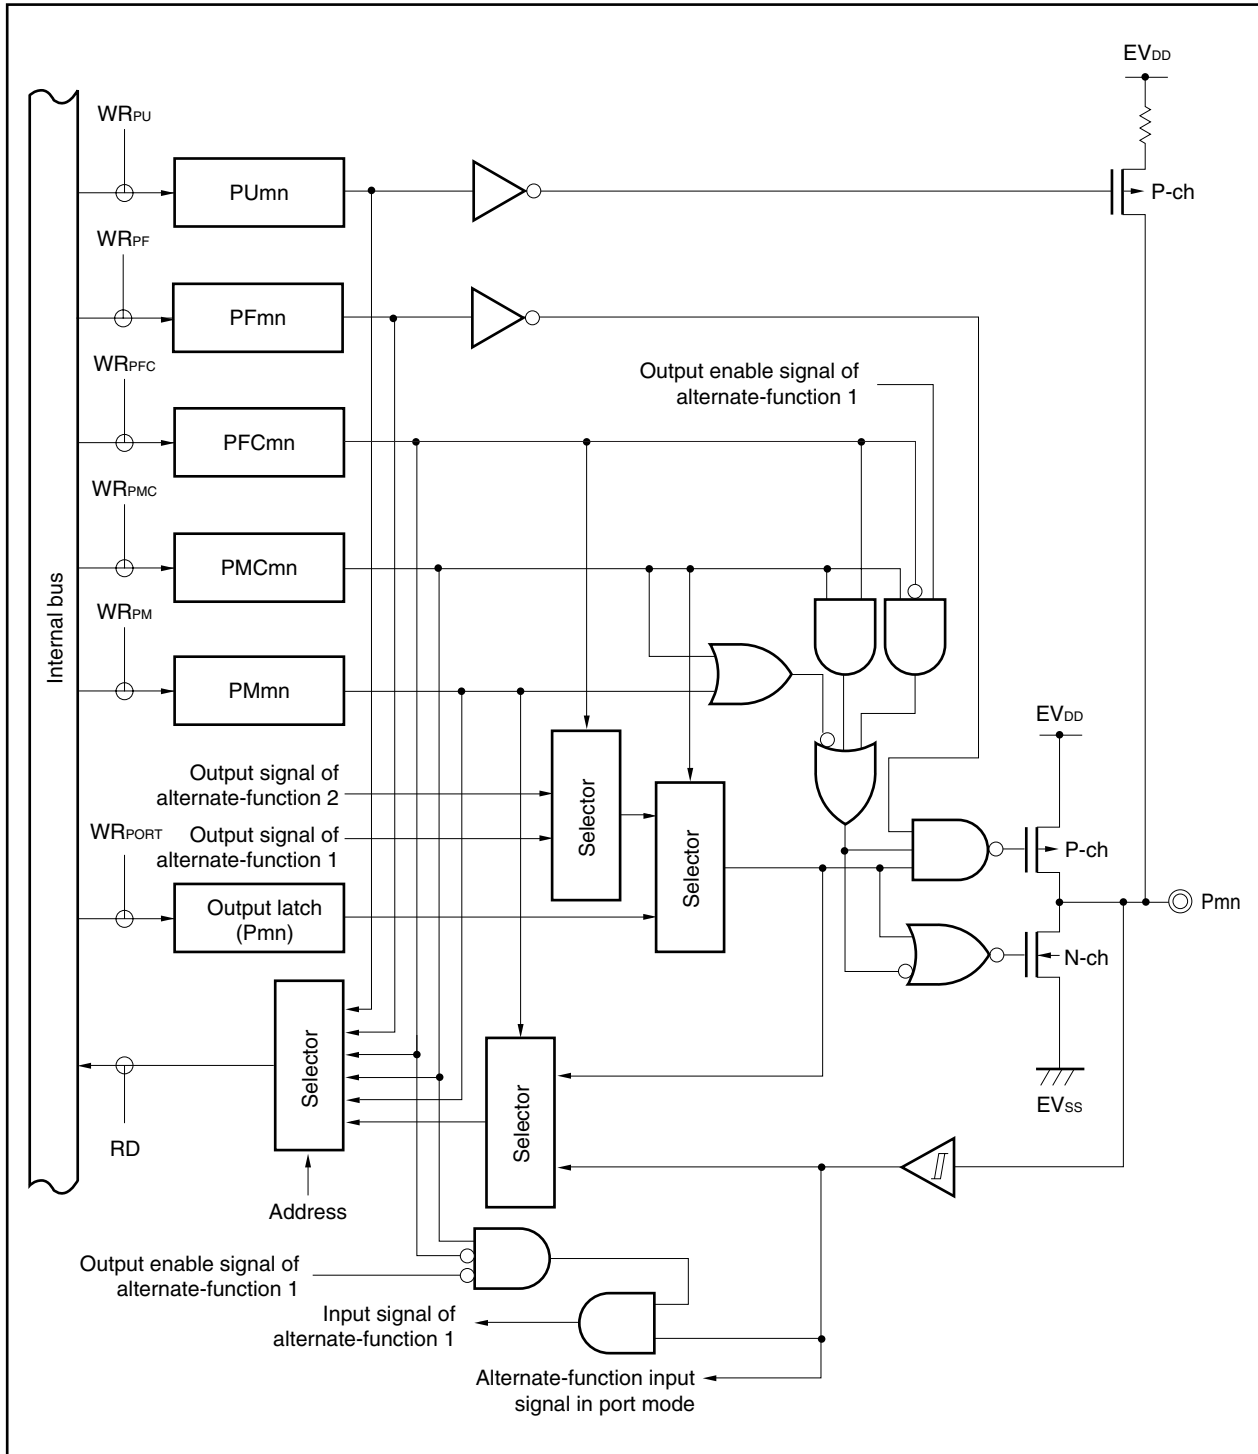 EVDD
WRPU
PUmn
P-ch
WRPF
PFmn
WRPFC
Output enable signal of
alternate-function 1
PFCmn
WRPMC
PMCmn
Internal bus
WRPM
PMmn
EVDD
Output signal of
alternate-function 2
Selector
WRPORT
Output signal of
alternate-function 1
Selector
P-ch
Output latch
(Pmn)
Pmn
N-ch
Selector
Selector
EVSS
RD
Address
Output enable signal of
alternate-function 1
Input signal of
alternate-function 1
Alternate-function input
signal in port mode